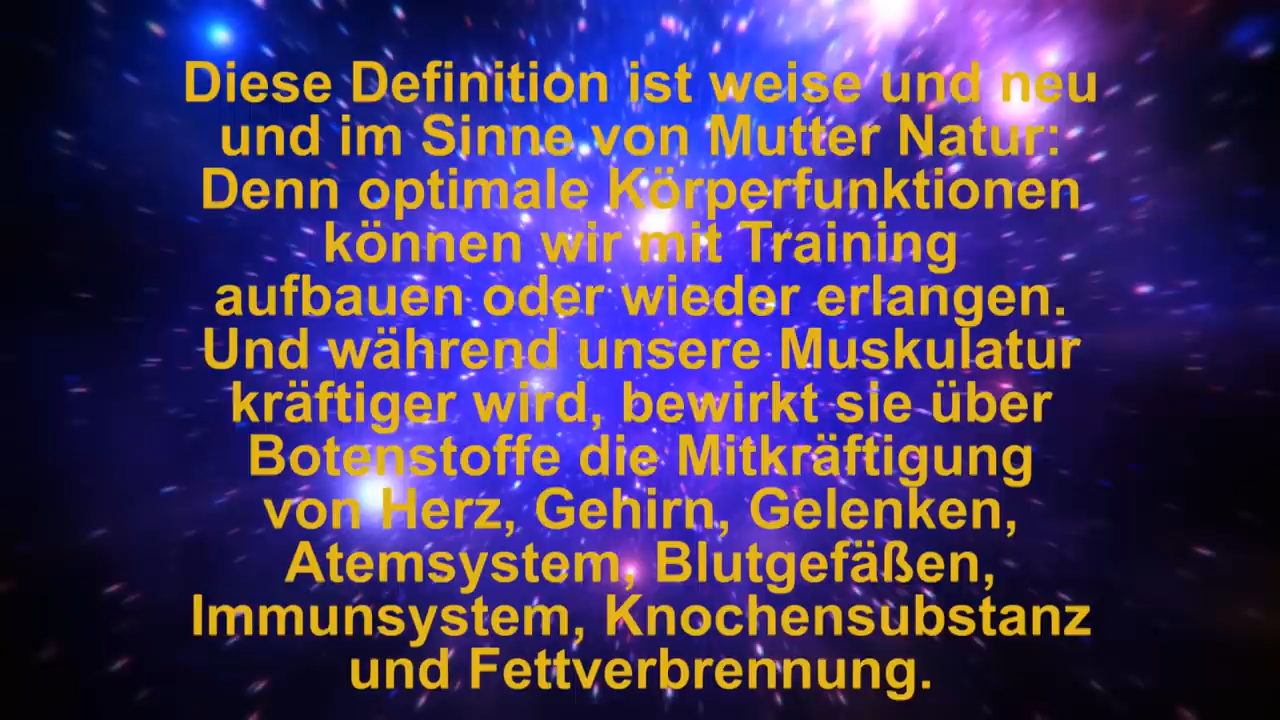 Diese Definition ist weise und neu
und im Sinne von Mutter Natur:
Denn optimale Körperfunktionen
können wir mit Training
aufbauen oder wieder erlangen.
Und während unsere Muskulatur
kräftiger wird, bewirkt sie über
Botenstoffe die Mitkräftigung
von Herz, Gehirn, Gelenken,
Atemsystem, Blutgefäßen,
Immunsystem, Knochensubstanz
und Fettverbrennung.